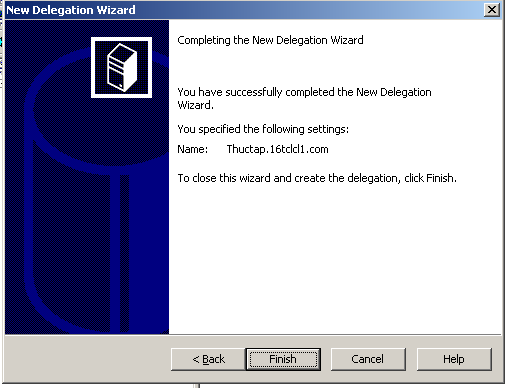 New Delegation Wizard
Completing the New Delegation Wizard
You have successfully completed the New Delegation
Wizard.
You specified the following settings:
Name: Thuctap.16tclcl1.com
To close this wizard and create the delegation, click Finish.
< Back Finish Cancel Help